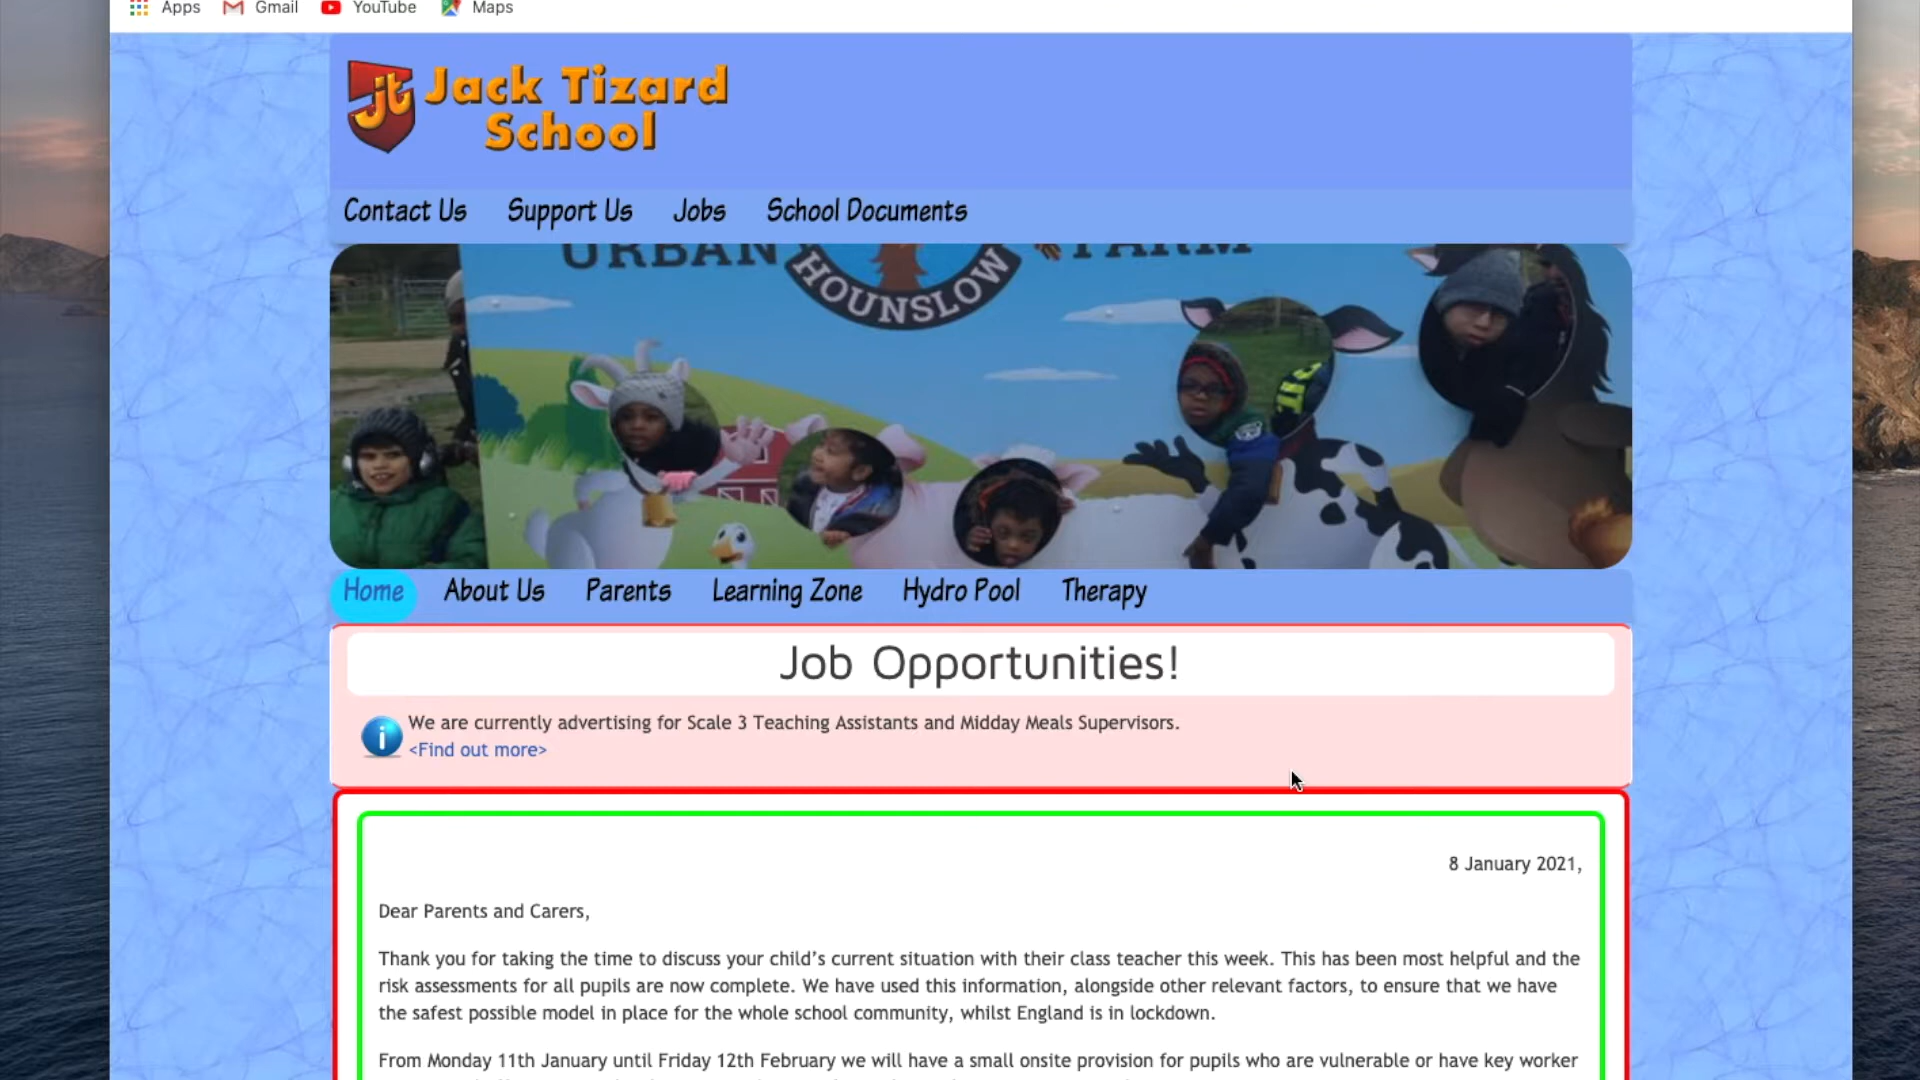 Apps Gmail YouTube Maps
jt Jack Tizard
School
Contact Us Support Us Jobs School Documents
URBAN FARM
HOUNSLOW
Home About Us Parents Learning Zone Hydro Pool Therapy
Job Opportunities!
We are currently advertising for Scale 3 Teaching Assistants and Midday Meals Supervisors.
<Find out more>
8 January 2021,
Dear Parents and Carers,
Thank you for taking the time to discuss your child’s current situation with their class teacher this week. This has been most helpful and the
risk assessments for all pupils are now complete. We have used this information, alongside other relevant factors, to ensure that we have
the safest possible model in place for the whole school community, whilst England is in lockdown.
From Monday 11th January until Friday 12th February we will have a small onsite provision for pupils who are vulnerable or have key worker